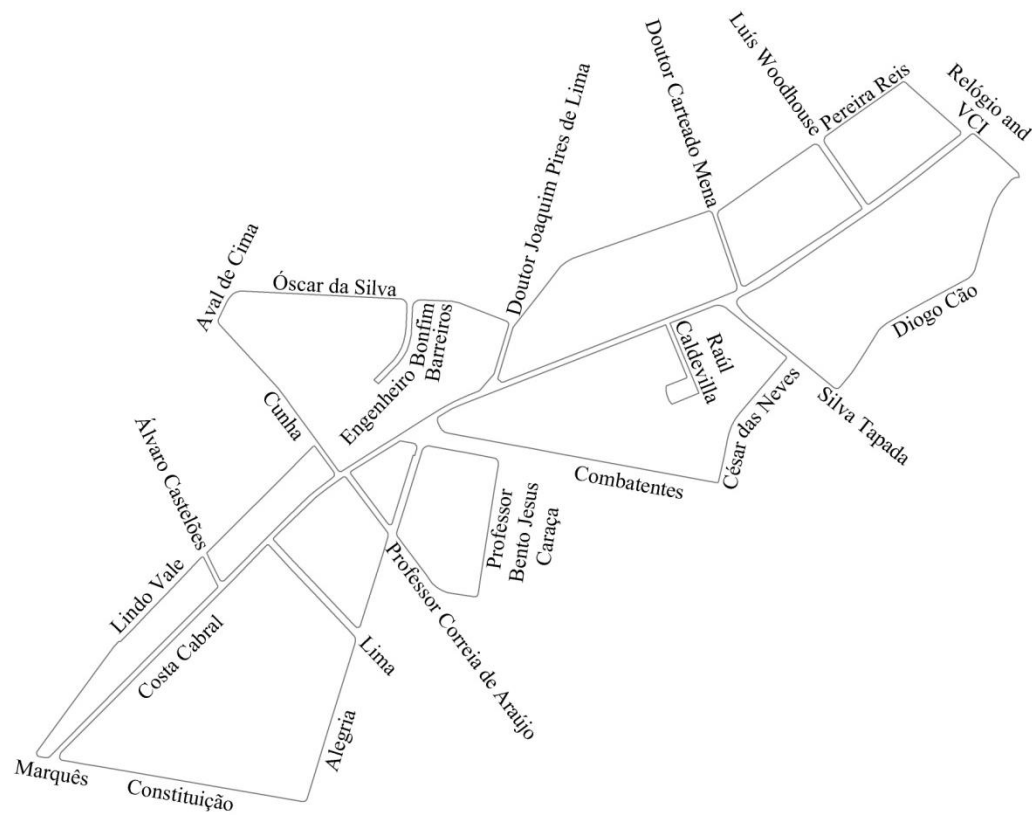 Luís Woodhouse
Doutor Carteado Mena
Pereira Reis
Relógio and
VCI
Doutor Joaquim Pires de Lima
Aval de Cima
Óscar da Silva
Engenheiro Bonfim
Barreiros
Raúl
Caldevilla
Diogo Cão
Silva Tapada
César das Neves
Combatentes
Cunha
Álvaro Castelões
Professor
Bento Jesus
Caraça
Lindo Vale
Costa Cabral
Lima
Professor Correia de Araújo
Alegria
Marquês
Constituição